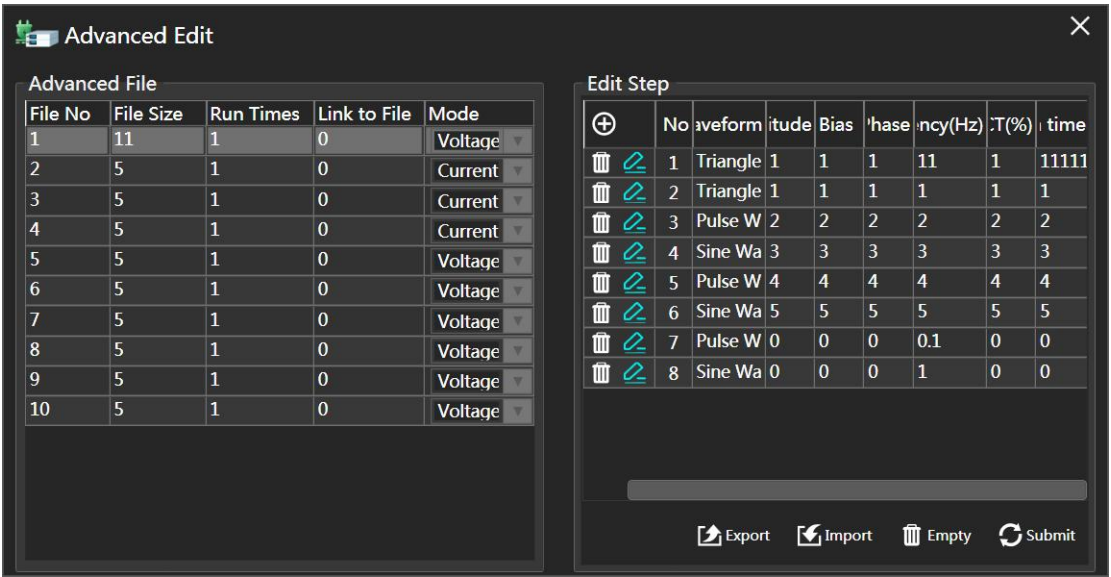 Advanced Edit
Advanced File
File No File Size Run Times Link to File Mode
1 11 1 0 Voltage
2 5 1 0 Current
3 5 1 0 Current
4 5 1 0 Current
5 5 1 0 Voltage
6 5 1 0 Voltage
7 5 1 0 Voltage
8 5 1 0 Voltage
9 5 1 0 Voltage
10 5 1 0 Voltage
Edit Step
No aveform itude Bias hase ncy(Hz) T(%) time
1 Triangle 1 1 1 11 1 11111
2 Triangle 1 1 1 1 1 1
3 Pulse W 2 2 2 2 2 2
4 Sine Wa 3 3 3 3 3 3
5 Pulse W 4 4 4 4 4 4
6 Sine Wa 5 5 5 5 5 5
7 Pulse W 0 0 0 0.1 0 0
8 Sine Wa 0 0 0 1 0 0
Export Import Empty Submit